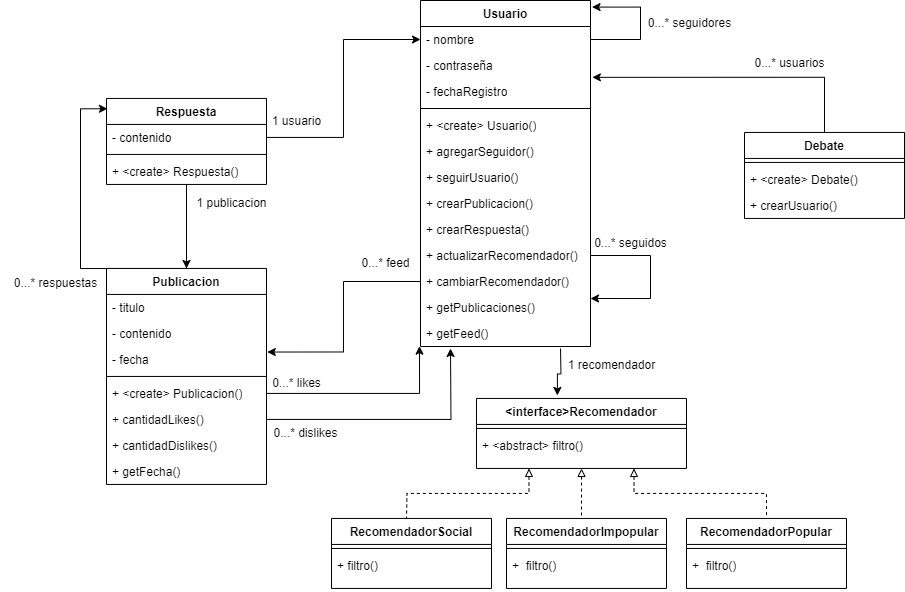 Usuario
- nombre
- contraseña
- fechaRegistro
+ <create> Usuario()
+ agregarSeguidor()
+ seguirUsuario()
+ crearPublicacion()
+ crearRespuesta()
+ actualizarRecomendador()
+ cambiarRecomendador()
+ getPublicaciones()
+ getFeed()
0...* seguidores
0...* usuarios
Respuesta
- contenido
+ <create> Respuesta()
1 usuario
1 publicacion
Debate
+ <create> Debate()
+ crearUsuario()
0...* seguidos
0...* feed
0...* respuestas
Publicacion
- titulo
- contenido
- fecha
+ <create> Publicacion()
+ cantidadLikes()
+ cantidadDislikes()
+ getFecha()
0...* likes
0...* dislikes
1 recomendador
<interface>Recomendador
+ <abstract> filtro()
RecomendadorSocial
+ filtro()
RecomendadorImpopular
+ filtro()
RecomendadorPopular
+ filtro()